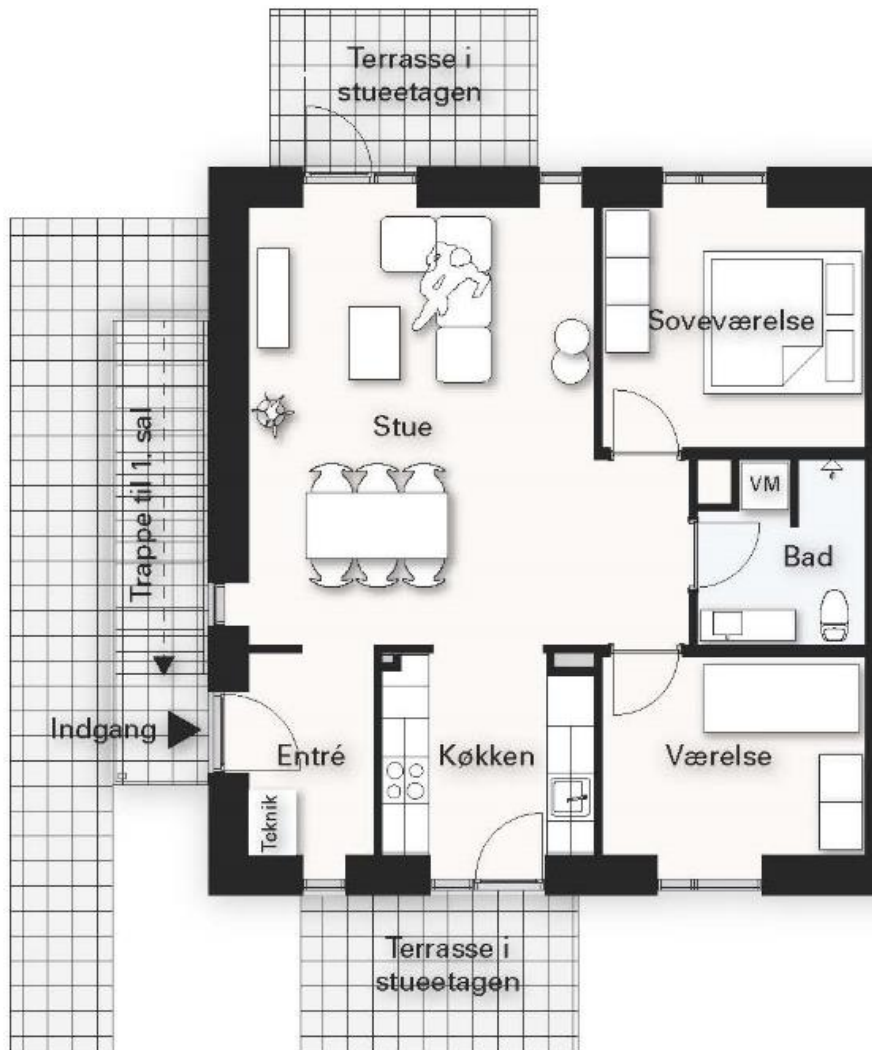 Terrasse i
stueetagen
Soveværelse
Stue
Trappe til 1. sal
VM
Bad
Indgang
Entré
Køkken
Værelse
Teknik
Terrasse i
stueetagen